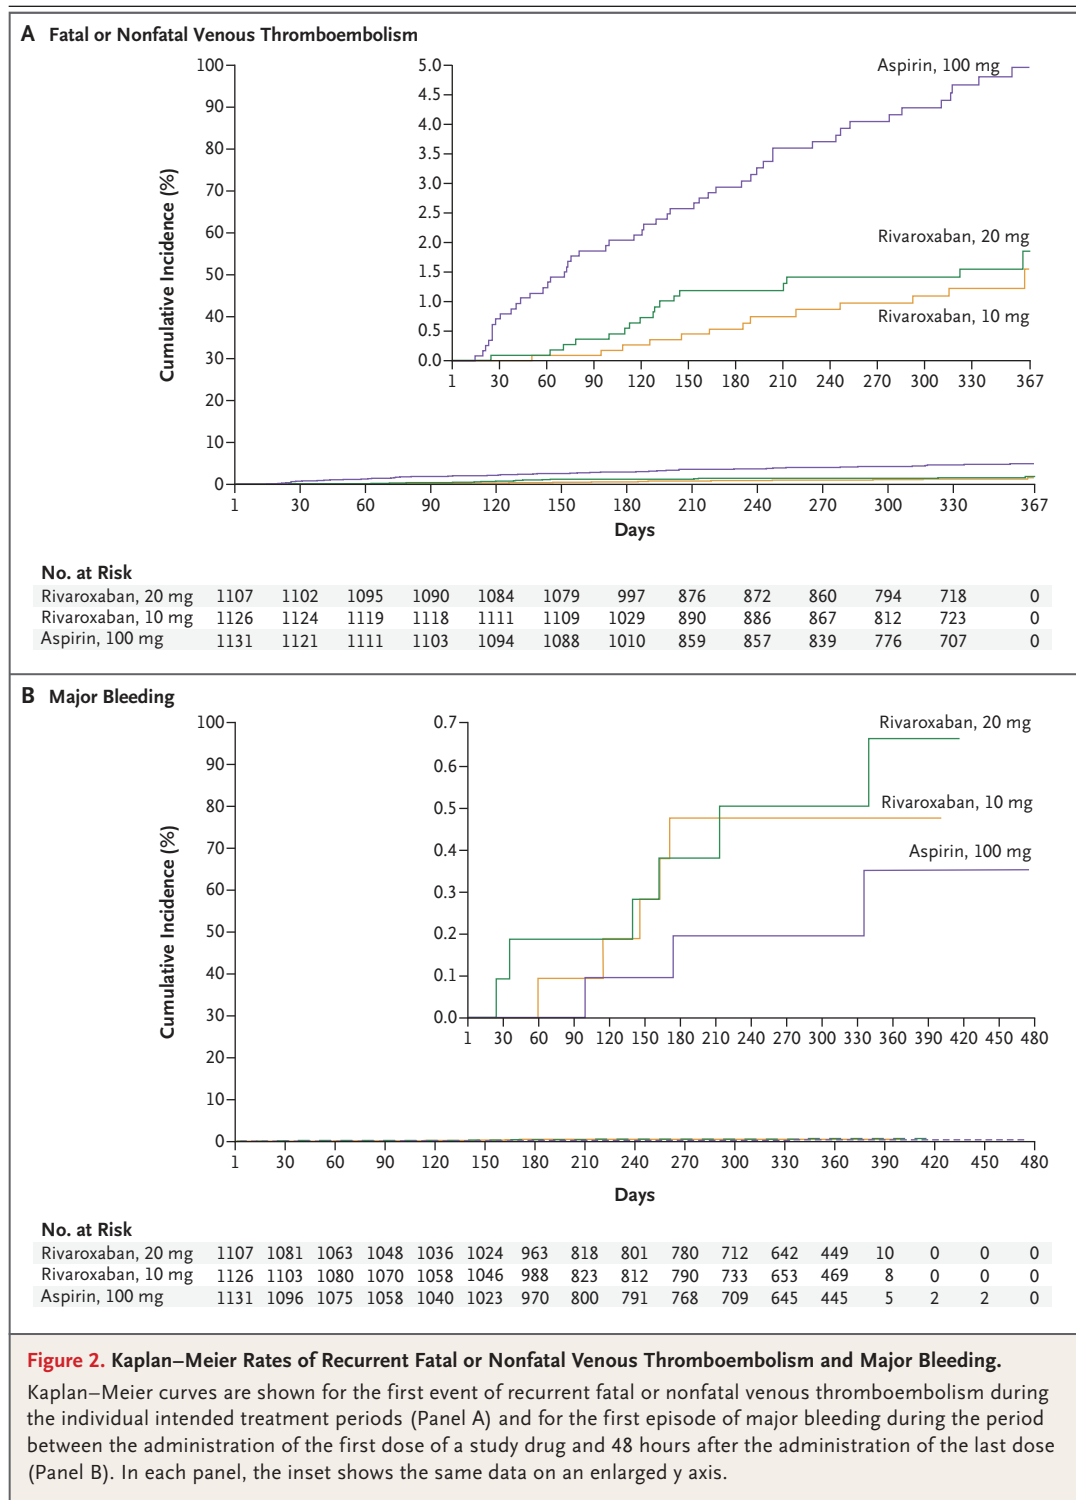 A Fatal or Nonfatal Venous Thromboembolism
Cumulative Incidence (%)
100
90
80
70
60
50
40
30
20
10
0
5.0
4.5
4.0
3.5
3.0
2.5
2.0
1.5
1.0
0.5
0.0
Aspirin, 100 mg
Rivaroxaban, 20 mg
Rivaroxaban, 10 mg
1 30 60 90 120 150 180 210 240 270 300 330 367
1 30 60 90 120 150 180 210 240 270 300 330 367
Days
No. at Risk
Rivaroxaban, 20 mg 1107 1102 1095 1090 1084 1079 997 876 872 860 794 718 0
Rivaroxaban, 10 mg 1126 1124 1119 1118 1111 1109 1029 890 886 867 812 723 0
Aspirin, 100 mg 1131 1121 1111 1103 1094 1088 1010 859 857 839 776 707 0
B Major Bleeding
Cumulative Incidence (%)
100
90
80
70
60
50
40
30
20
10
0
0.7
0.6
0.5
0.4
0.3
0.2
0.1
0.0
Rivaroxaban, 20 mg
Rivaroxaban, 10 mg
Aspirin, 100 mg
1 30 60 90 120 150 180 210 240 270 300 330 360 390 420 450 480
1 30 60 90 120 150 180 210 240 270 300 330 360 390 420 450 480
Days
No. at Risk
Rivaroxaban, 20 mg 1107 1081 1063 1048 1036 1024 963 818 801 780 712 642 449 10 0 0 0
Rivaroxaban, 10 mg 1126 1103 1080 1070 1058 1046 988 823 812 790 733 653 469 8 0 0 0
Aspirin, 100 mg 1131 1096 1075 1058 1040 1023 970 800 791 768 709 645 445 5 2 2 0
Figure 2. Kaplan–Meier Rates of Recurrent Fatal or Nonfatal Venous Thromboembolism and Major Bleeding.
Kaplan–Meier curves are shown for the first event of recurrent fatal or nonfatal venous thromboembolism during
the individual intended treatment periods (Panel A) and for the first episode of major bleeding during the period
between the administration of the first dose of a study drug and 48 hours after the administration of the last dose
(Panel B). In each panel, the inset shows the same data on an enlarged y axis.